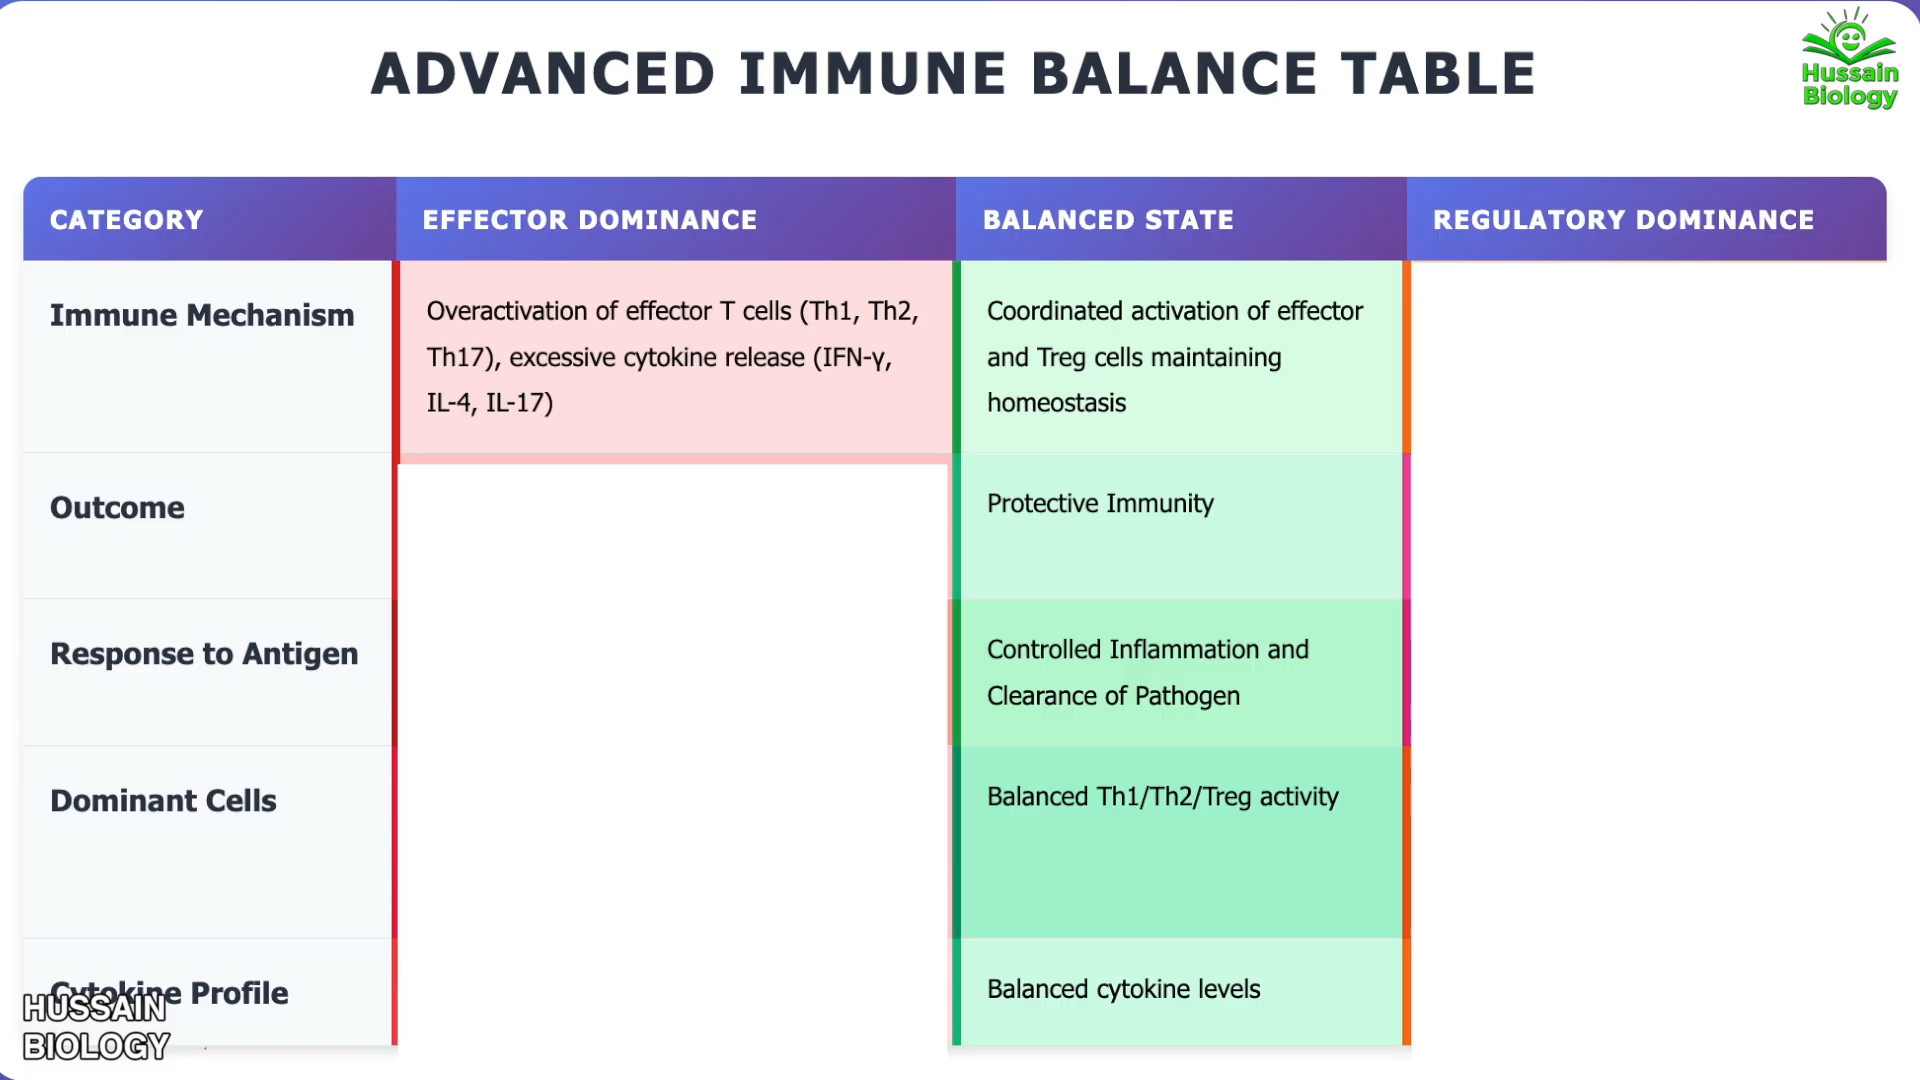 ADVANCED IMMUNE BALANCE TABLE
Hussain
Biology
CATEGORY
EFFECTOR DOMINANCE
BALANCED STATE
REGULATORY DOMINANCE
Immune Mechanism
Overactivation of effector T cells (Th1, Th2,
Th17), excessive cytokine release (IFN-γ,
IL-4, IL-17)
Coordinated activation of effector
and Treg cells maintaining
homeostasis
Outcome
Protective Immunity
Response to Antigen
Controlled Inflammation and
Clearance of Pathogen
Dominant Cells
Balanced Th1/Th2/Treg activity
Cytokine Profile
Balanced cytokine levels
HUSSAIN
BIOLOGY